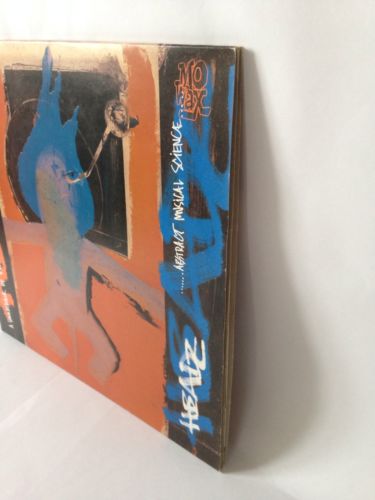 MO
WAX
......ABSTRACT MUSICAL SCIENCE......
HEADZ